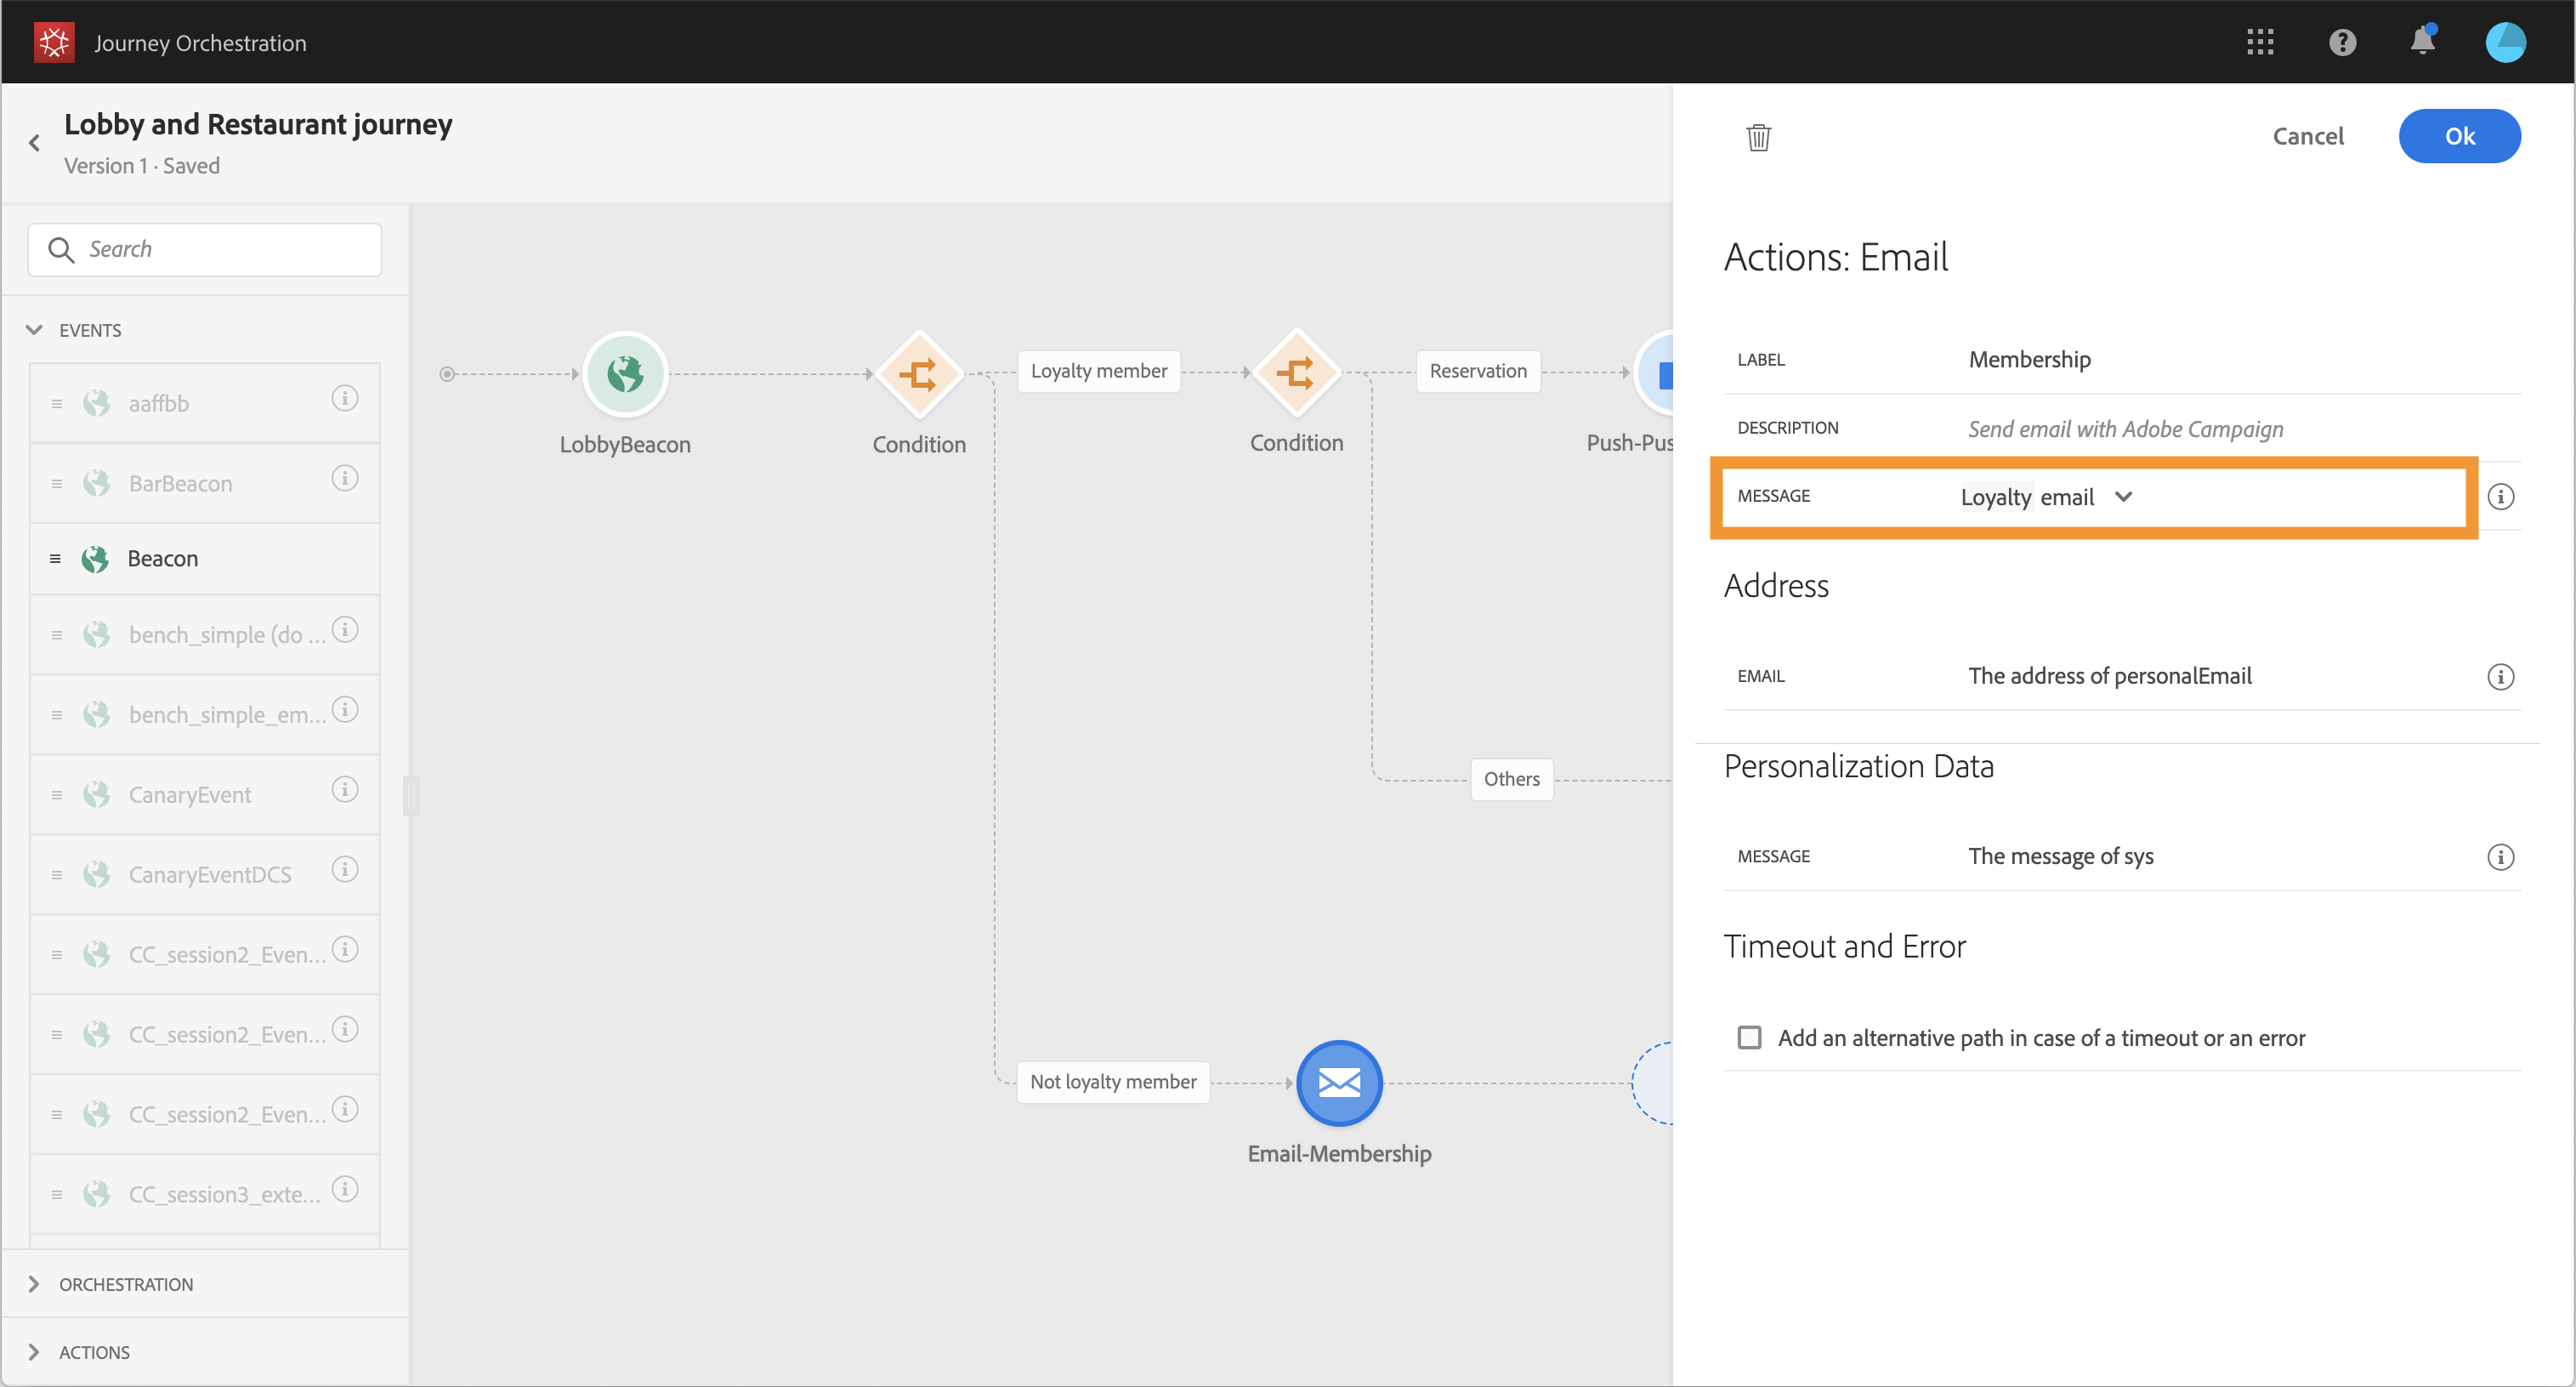 Journey Orchestration
Lobby and Restaurant journey
Version 1 · Saved
Search
EVENTS
aaffbb
BarBeacon
Beacon
bench_simple (do ...
bench_simple_em...
CanaryEvent
CanaryEventDCS
CC_session2_Even...
CC_session2_Even...
CC_session2_Even...
CC_session3_exte...
ORCHESTRATION
ACTIONS
LobbyBeacon
Condition
Loyalty member
Condition
Reservation
Push-Pus
Others
Not loyalty member
Email-Membership
Cancel
Ok
Actions: Email
LABEL Membership
DESCRIPTION Send email with Adobe Campaign
MESSAGE Loyalty email
Address
EMAIL The address of personalEmail
Personalization Data
MESSAGE The message of sys
Timeout and Error
Add an alternative path in case of a timeout or an error